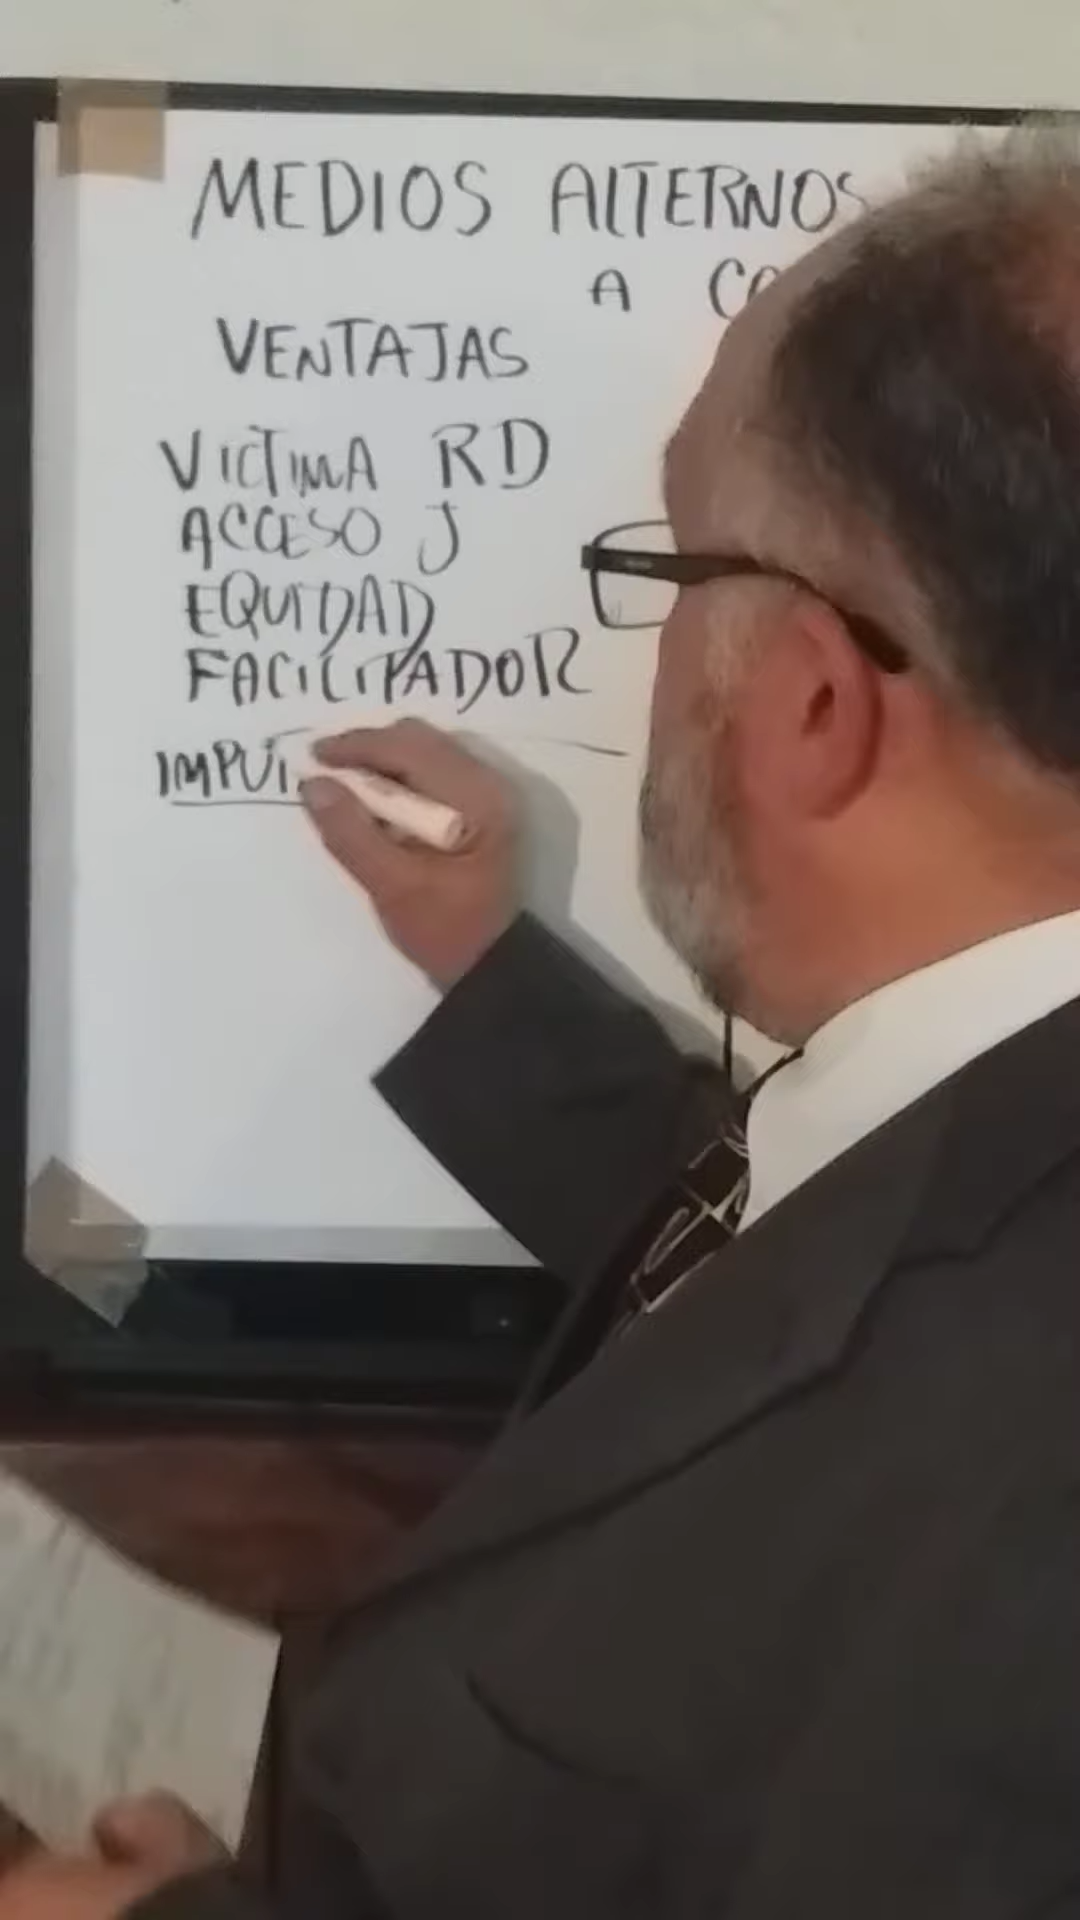 MEDIOS ALTERNOS
A
VENTAJAS
VICTIMA RD
ACCESO J
EQUIDAD
FACILITADOR